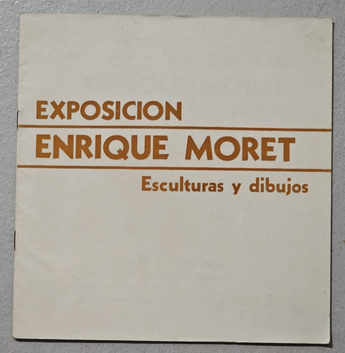 EXPOSICION
ENRIQUE MORET
Esculturas y dibujos